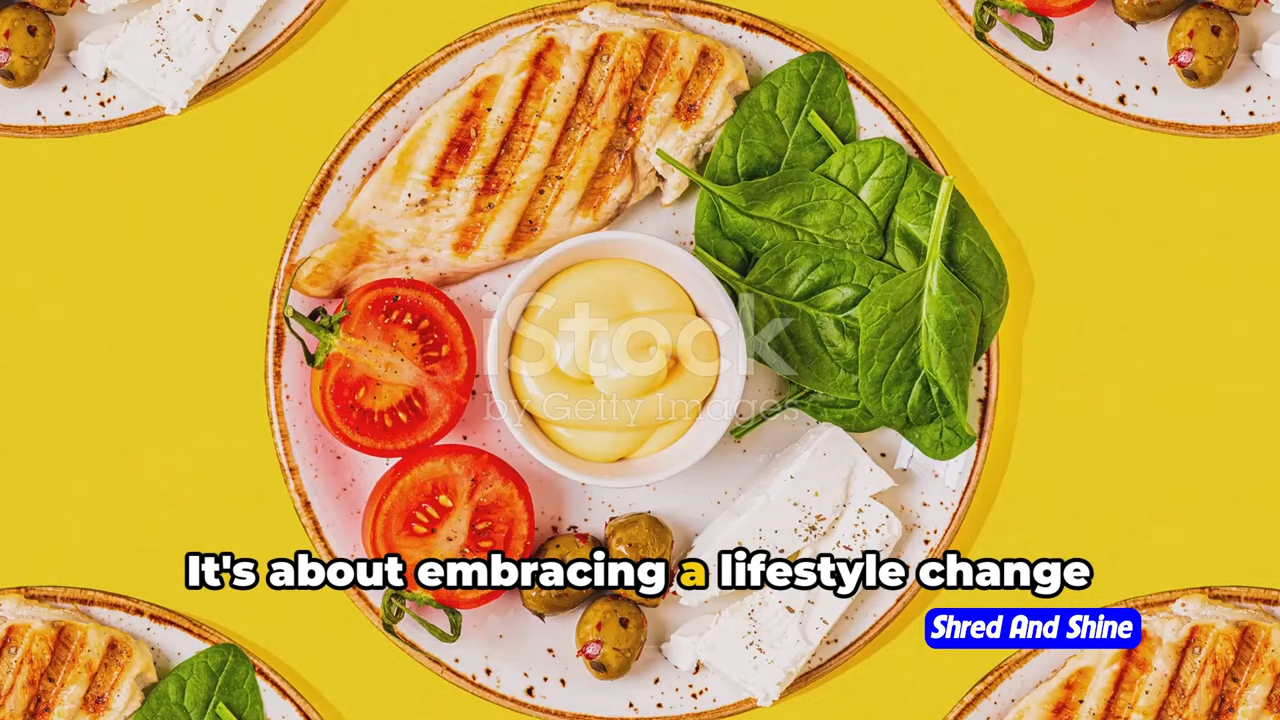 iStock
by Getty Images
It's about embracing a lifestyle change
Shred And Shine